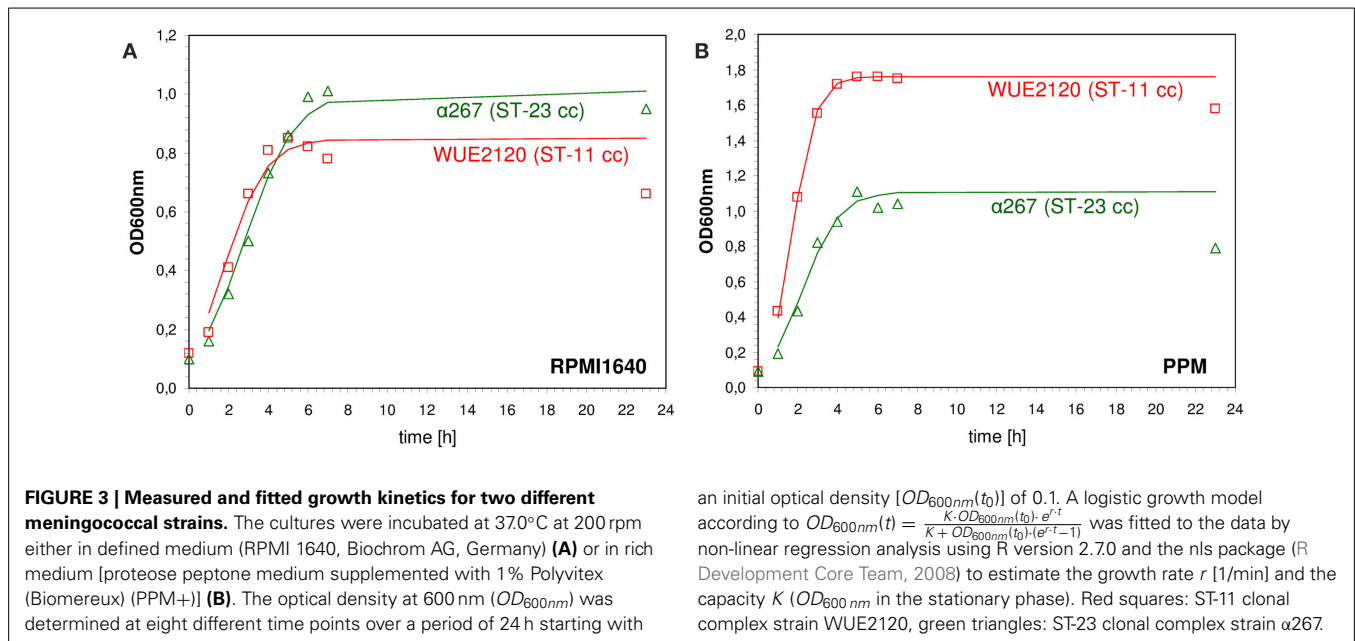 A
1,2
1,0
0,8
0,6
0,4
0,2
0,0
OD600nm
α267 (ST-23 cc)
WUE2120 (ST-11 cc)
RPMI1640
0 2 4 6 8 10 12 14 16 18 20 22 24
time [h]
B
2,0
1,8
1,6
1,4
1,2
1,0
0,8
0,6
0,4
0,2
0,0
OD600nm
WUE2120 (ST-11 cc)
α267 (ST-23 cc)
PPM
0 2 4 6 8 10 12 14 16 18 20 22 24
time [h]
FIGURE 3 | Measured and fitted growth kinetics for two different
meningococcal strains. The cultures were incubated at 37.0°C at 200 rpm
either in defined medium (RPMI 1640, Biochrom AG, Germany) (A) or in rich
medium [proteose peptone medium supplemented with 1% Polyvitex
(Biomereux) (PPM+)] (B). The optical density at 600 nm (OD600nm) was
determined at eight different time points over a period of 24 h starting with
an initial optical density [OD600nm(t0)] of 0.1. A logistic growth model
according to OD600nm(t) = K·OD600nm(t0)·e^(r·t) / (K+OD600nm(t0)·(e^(r·t)−1)) was fitted to the data by
non-linear regression analysis using R version 2.7.0 and the nls package (R
Development Core Team, 2008) to estimate the growth rate r [1/min] and the
capacity K (OD600 nm in the stationary phase). Red squares: ST-11 clonal
complex strain WUE2120, green triangles: ST-23 clonal complex strain α267.